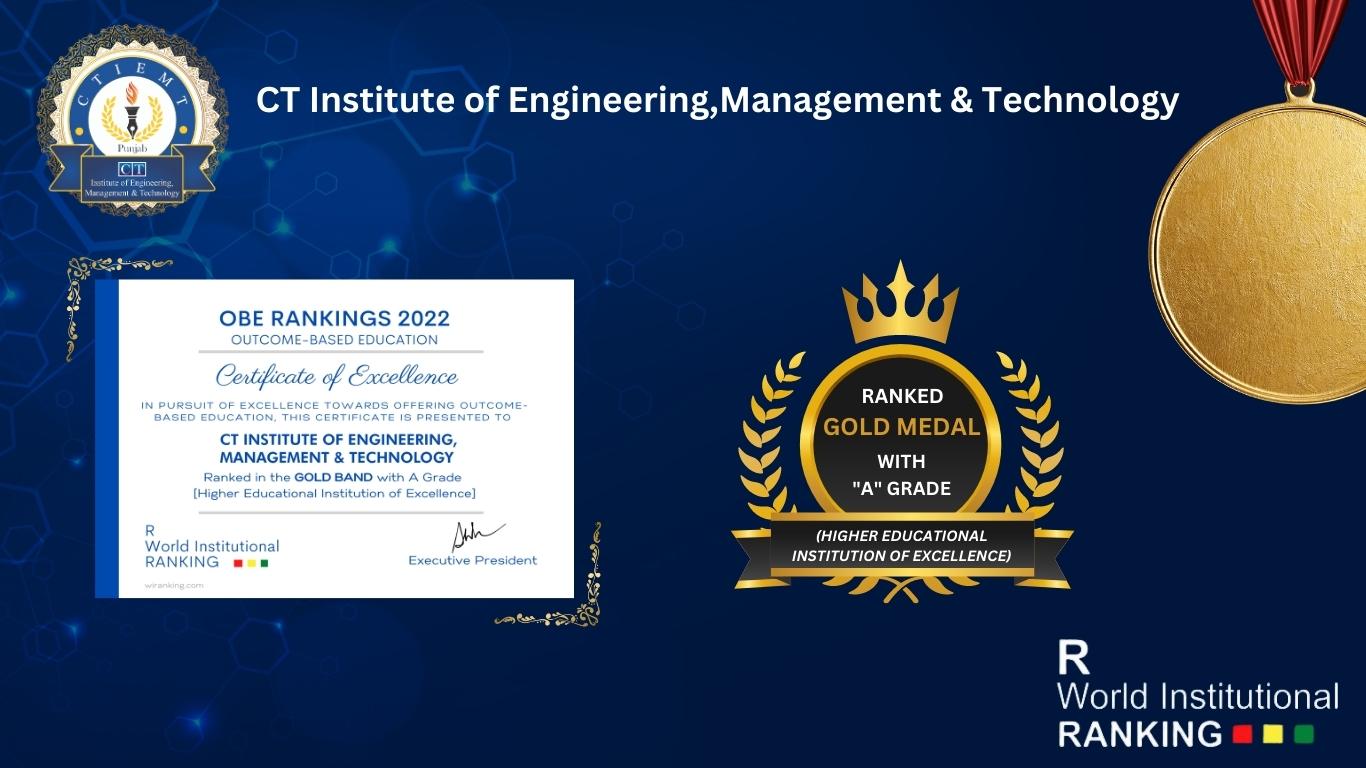 C T I E M T
Punjab
CT
Institute of Engineering,
Management & Technology
CT Institute of Engineering,Management & Technology
OBE RANKINGS 2022
OUTCOME-BASED EDUCATION
Certificate of Excellence
IN PURSUIT OF EXCELLENCE TOWARDS OFFERING OUTCOME-
BASED EDUCATION, THIS CERTIFICATE IS PRESENTED TO
CT INSTITUTE OF ENGINEERING,
MANAGEMENT & TECHNOLOGY
Ranked in the GOLD BAND with A Grade
[Higher Educational Institution of Excellence]
R
World Institutional
RANKING
wiranking.com
Executive President
RANKED
GOLD MEDAL
WITH
"A" GRADE
(HIGHER EDUCATIONAL
INSTITUTION OF EXCELLENCE)
R
World Institutional
RANKING